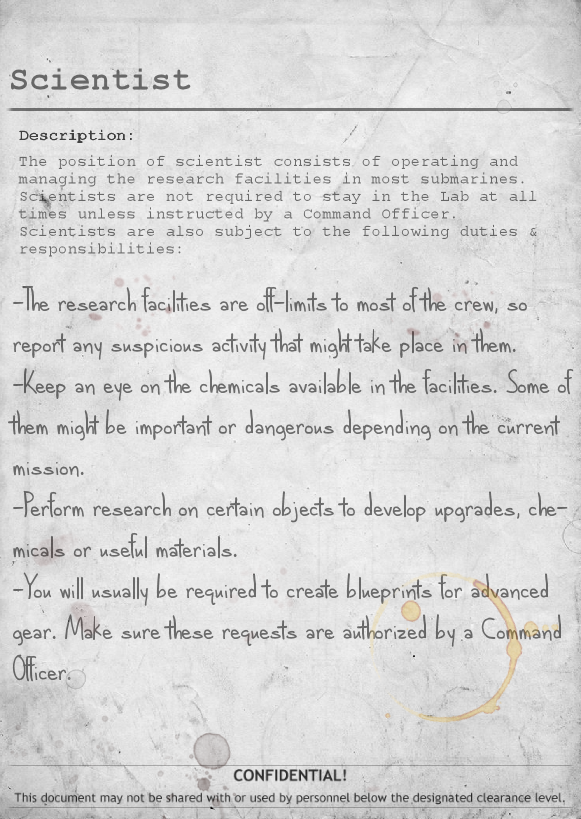 Scientist
Description:
The position of scientist consists of operating and
managing the research facilities in most submarines.
Scientists are not required to stay in the Lab at all
times unless instructed by a Command Officer.
Scientists are also subject to the following duties &
responsibilities:
-The research facilities are off-limits to most of the crew, so
report any suspicious activity that might take place in them.
-Keep an eye on the chemicals available in the facilities. Some of
them might be important or dangerous depending on the current
mission.
-Perform research on certain objects to develop upgrades, che-
micals or useful materials.
-You will usually be required to create blueprints for advanced
gear. Make sure these requests are authorized by a Command
Officer.
CONFIDENTIAL!
This document may not be shared with or used by personnel below the designated clearance level.